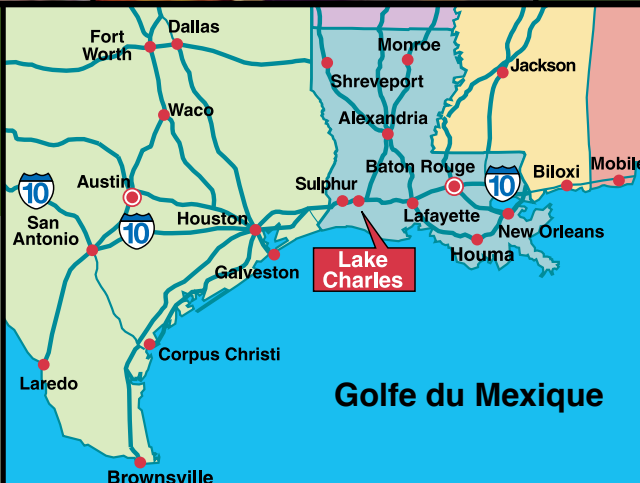 Fort
Worth
Dallas
Monroe
Shreveport
Jackson
Waco
Alexandria
Baton Rouge
10
Austin
Sulphur
10
Biloxi
Mobile
San
Antonio
10
Houston
Lafayette
New Orleans
Houma
Galveston
Lake
Charles
Corpus Christi
Laredo
Golfe du Mexique
Brownsville